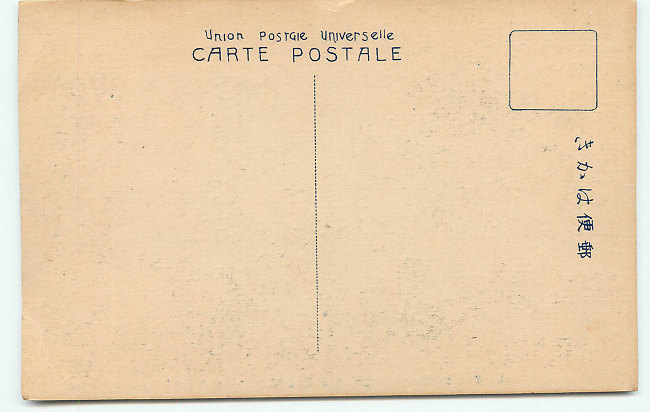 Union Postale Universelle
CARTE POSTALE
郵便はかき